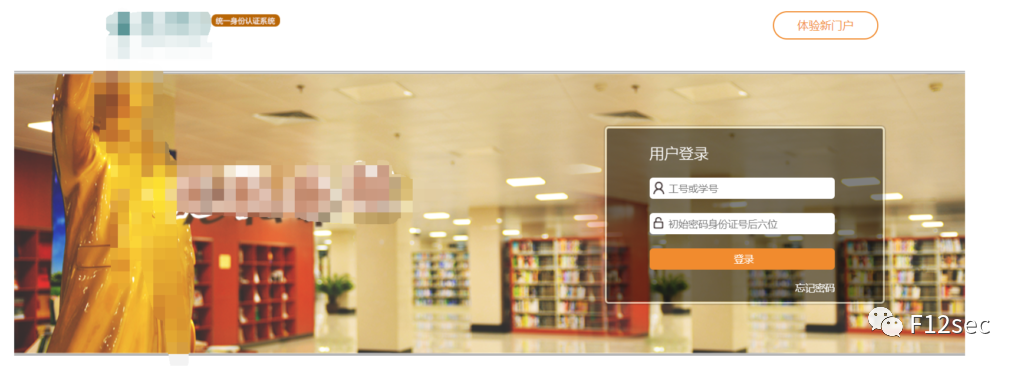 统一身份认证系统
体验新门户
用户登录
工号或学号
初始密码身份证号后六位
登录
忘记密码
F12sec